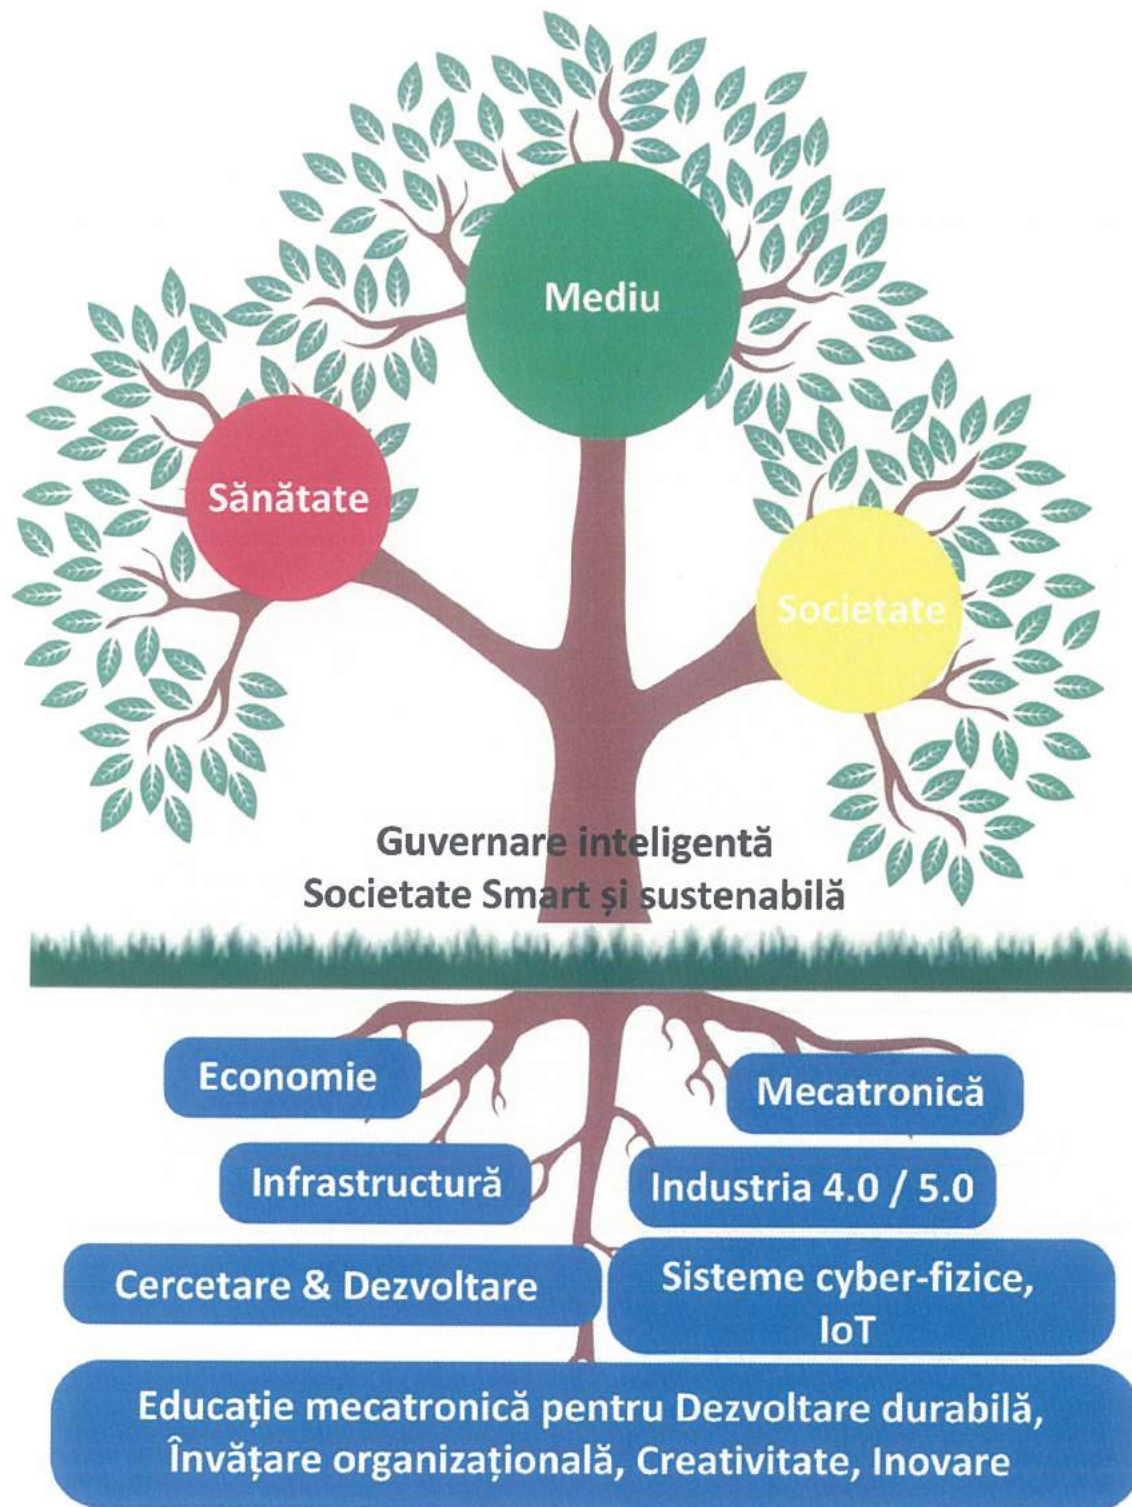 Mediu
Sănătate
Societate
Guvernare inteligentă
Societate Smart și sustenabilă
Economie
Mecatronică
Infrastructură
Industria 4.0 / 5.0
Cercetare & Dezvoltare
Sisteme cyber-fizice,
IoT
Educație mecatronică pentru Dezvoltare durabilă,
Învățare organizațională, Creativitate, Inovare